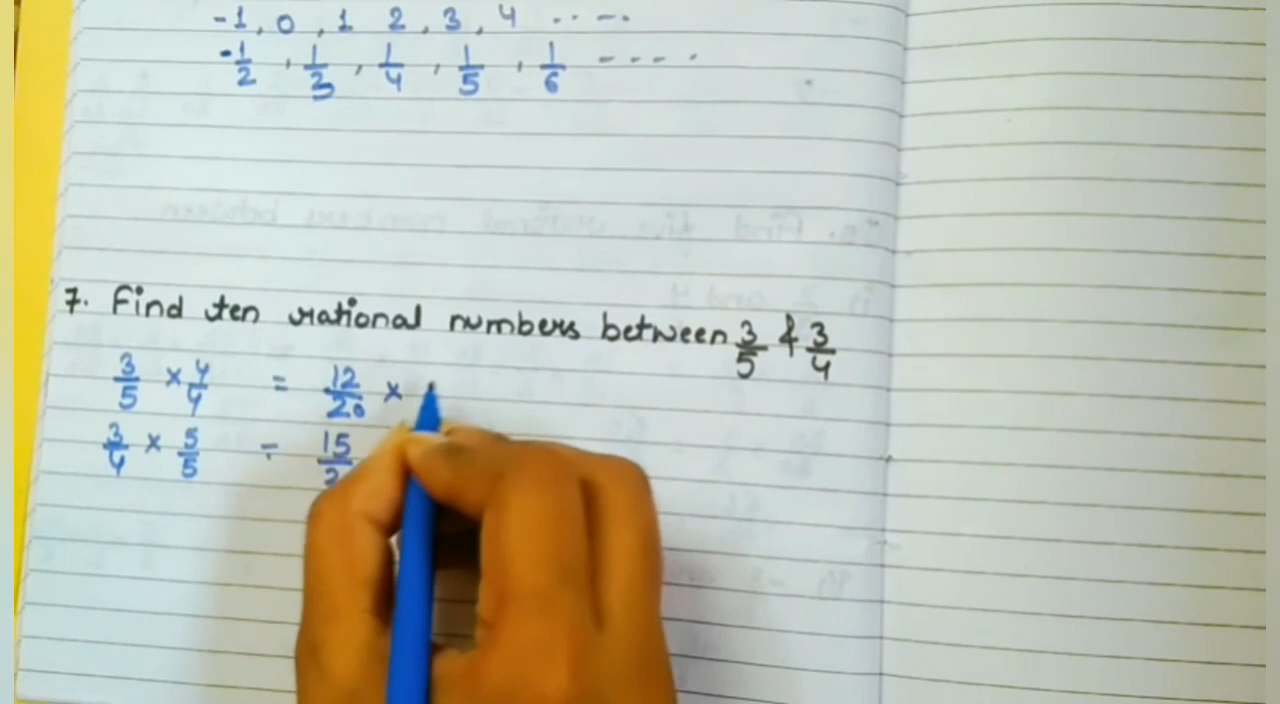 -1, 0, 1 2, 3, 4 .....
-1/2, 1/3, 1/4, 1/5, 1/6 ----.
7. Find ten rational numbers between 3/5 & 3/4
3/5 × 4/4 = 12/20 ×
3/4 × 5/5 = 15/2